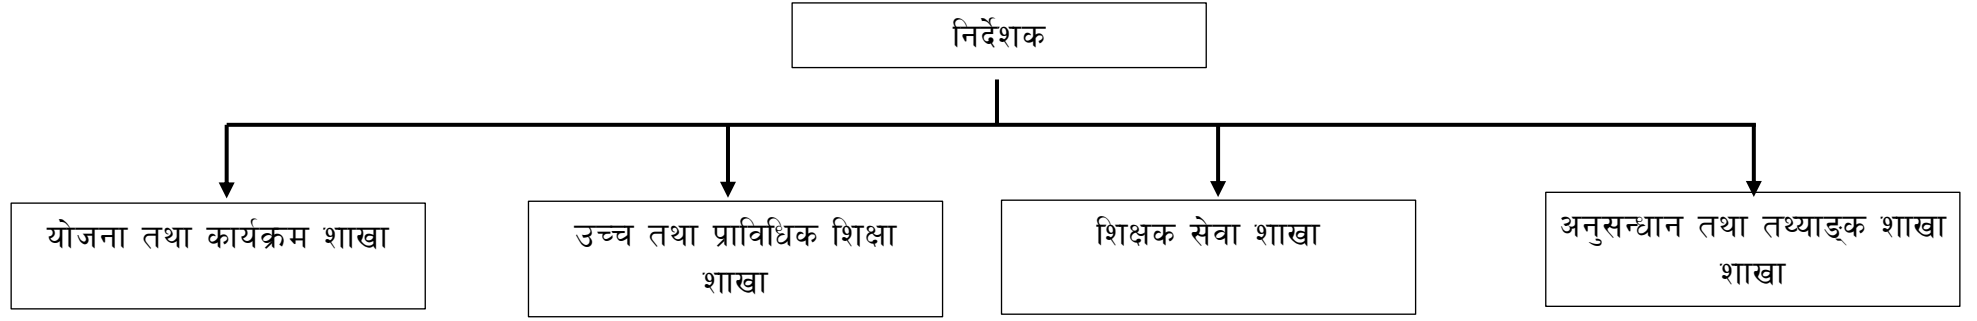 निर्देशक
योजना तथा कार्यक्रम शाखा
उच्च तथा प्राविधिक शिक्षा
शाखा
शिक्षक सेवा शाखा
अनुसन्धान तथा तथ्याङ्क शाखा
शाखा